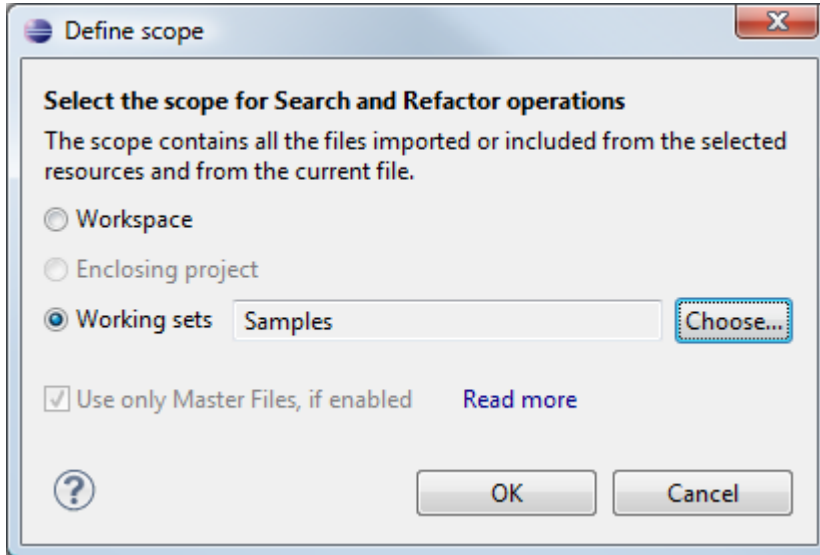 Define scope
Select the scope for Search and Refactor operations
The scope contains all the files imported or included from the selected
resources and from the current file.
Workspace
Enclosing project
Working sets Samples Choose...
Use only Master Files, if enabled Read more
? OK Cancel